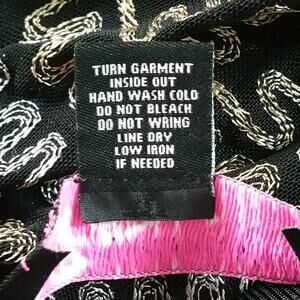 TURN GARMENT
INSIDE OUT
HAND WASH COLD
DO NOT BLEACH
DO NOT WRING
LINE DRY
LOW IRON
IF NEEDED